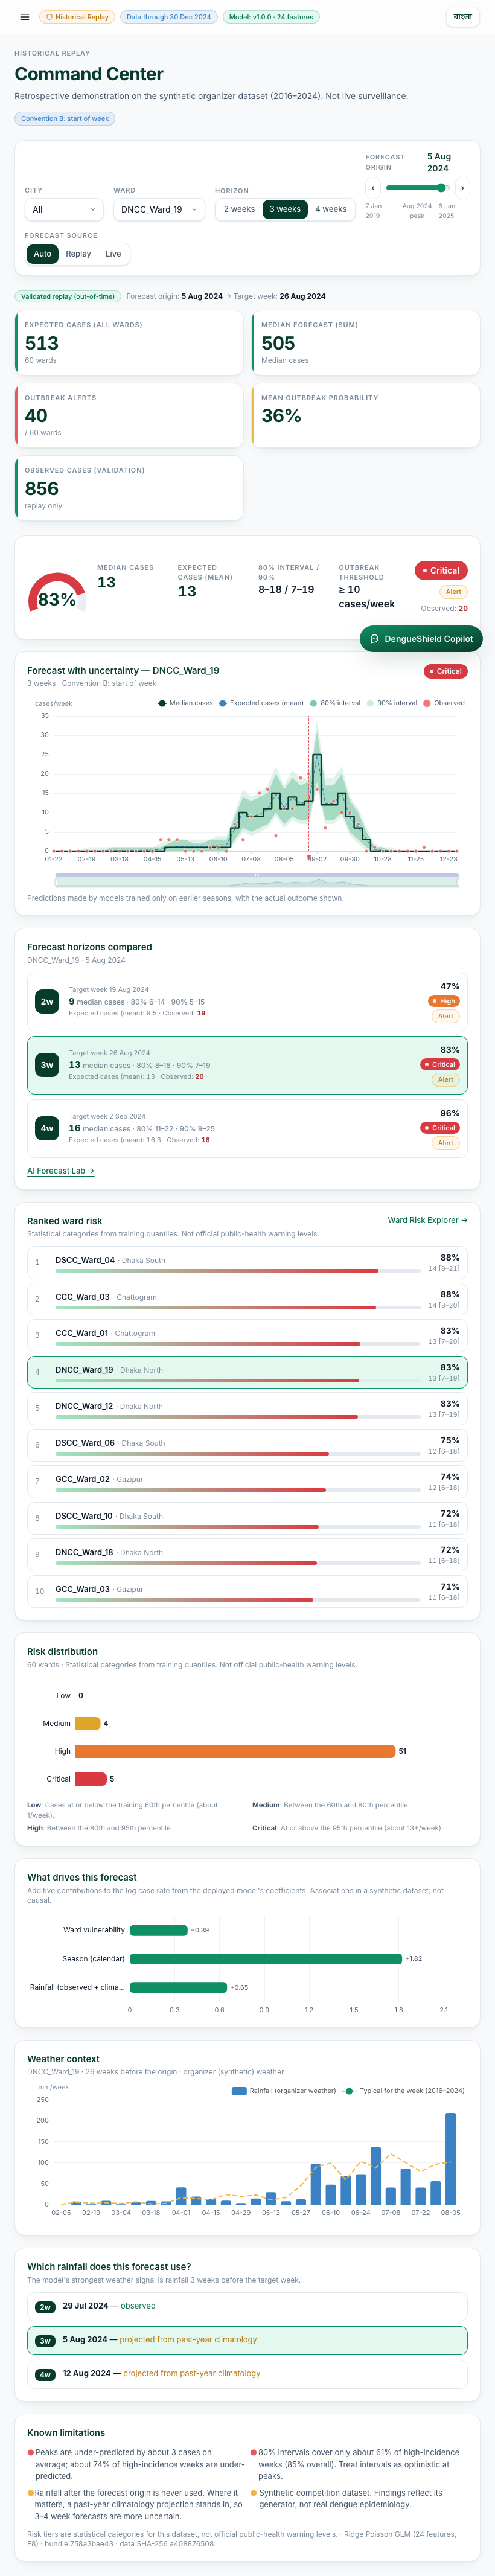 Historical Replay
Data through 30 Dec 2024
Model: v1.0.0 · 24 features
বাংলা
HISTORICAL REPLAY
Command Center
Retrospective demonstration on the synthetic organizer dataset (2016–2024). Not live surveillance.
Convention B: start of week
CITY
All
WARD
DNCC_Ward_19
HORIZON
2 weeks 3 weeks 4 weeks
FORECAST ORIGIN
5 Aug 2024
‹ ›
7 Jan 2019
Aug 2024 peak
6 Jan 2025
FORECAST SOURCE
Auto Replay Live
Validated replay (out-of-time) Forecast origin: 5 Aug 2024 → Target week: 26 Aug 2024
EXPECTED CASES (ALL WARDS)
513
60 wards
MEDIAN FORECAST (SUM)
505
Median cases
OUTBREAK ALERTS
40
/ 60 wards
MEAN OUTBREAK PROBABILITY
36%
OBSERVED CASES (VALIDATION)
856
replay only
83%
MEDIAN CASES
13
EXPECTED CASES (MEAN)
13
80% INTERVAL / 90%
8–18 / 7–19
OUTBREAK THRESHOLD
≥ 10 cases/week
Critical
Alert
Observed: 20
DengueShield Copilot
Forecast with uncertainty — DNCC_Ward_19
3 weeks · Convention B: start of week
Critical
cases/week
Median cases Expected cases (mean) 80% interval 90% interval Observed
35
30
25
20
15
10
5
0
01-22 02-19 03-18 04-15 05-13 06-10 07-08 08-05 09-02 09-30 10-28 11-25 12-23
Predictions made by models trained only on earlier seasons, with the actual outcome shown.
Forecast horizons compared
DNCC_Ward_19 · 5 Aug 2024
2w
Target week 19 Aug 2024
9 median cases · 80% 6–14 · 90% 5–15
Expected cases (mean): 9.5 · Observed: 19
47%
High
Alert
3w
Target week 26 Aug 2024
13 median cases · 80% 8–18 · 90% 7–19
Expected cases (mean): 13 · Observed: 20
83%
Critical
Alert
4w
Target week 2 Sep 2024
16 median cases · 80% 11–22 · 90% 9–25
Expected cases (mean): 16.3 · Observed: 16
96%
Critical
Alert
AI Forecast Lab →
Ranked ward risk
Ward Risk Explorer →
Statistical categories from training quantiles. Not official public-health warning levels.
1 DSCC_Ward_04 · Dhaka South 88%
14 [8–21]
2 CCC_Ward_03 · Chattogram 88%
14 [8–20]
3 CCC_Ward_01 · Chattogram 83%
13 [7–20]
4 DNCC_Ward_19 · Dhaka North 83%
13 [7–19]
5 DNCC_Ward_12 · Dhaka North 83%
13 [7–19]
6 DSCC_Ward_06 · Dhaka South 75%
12 [6–18]
7 GCC_Ward_02 · Gazipur 74%
12 [6–18]
8 DSCC_Ward_10 · Dhaka South 72%
11 [6–18]
9 DNCC_Ward_18 · Dhaka North 72%
11 [6–18]
10 GCC_Ward_03 · Gazipur 71%
11 [6–18]
Risk distribution
60 wards · Statistical categories from training quantiles. Not official public-health warning levels.
Low 0
Medium 4
High 51
Critical 5
Low: Cases at or below the training 60th percentile (about 1/week).
Medium: Between the 60th and 80th percentile.
High: Between the 80th and 95th percentile.
Critical: At or above the 95th percentile (about 13+/week).
What drives this forecast
Additive contributions to the log case rate from the deployed model's coefficients. Associations in a synthetic dataset; not causal.
Ward vulnerability +0.39
Season (calendar) +1.82
Rainfall (observed + clima... +0.65
0 0.3 0.6 0.9 1.2 1.5 1.8 2.1
Weather context
DNCC_Ward_19 · 26 weeks before the origin · organizer (synthetic) weather
mm/week
Rainfall (organizer weather) Typical for the week (2016–2024)
250
200
150
100
50
0
02-05 02-19 03-04 03-18 04-01 04-15 04-29 05-13 05-27 06-10 06-24 07-08 07-22 08-05
Which rainfall does this forecast use?
The model's strongest weather signal is rainfall 3 weeks before the target week.
2w 29 Jul 2024 — observed
3w 5 Aug 2024 — projected from past-year climatology
4w 12 Aug 2024 — projected from past-year climatology
Known limitations
Peaks are under-predicted by about 3 cases on average; about 74% of high-incidence weeks are under-predicted.
80% intervals cover only about 61% of high-incidence weeks (85% overall). Treat intervals as optimistic at peaks.
Rainfall after the forecast origin is never used. Where it matters, a past-year climatology projection stands in, so 3–4 week forecasts are more uncertain.
Synthetic competition dataset. Findings reflect its generator, not real dengue epidemiology.
Risk tiers are statistical categories for this dataset, not official public-health warning levels. · Ridge Poisson GLM (24 features, F8) · bundle 758a3bae43 · data SHA-256 a408876508